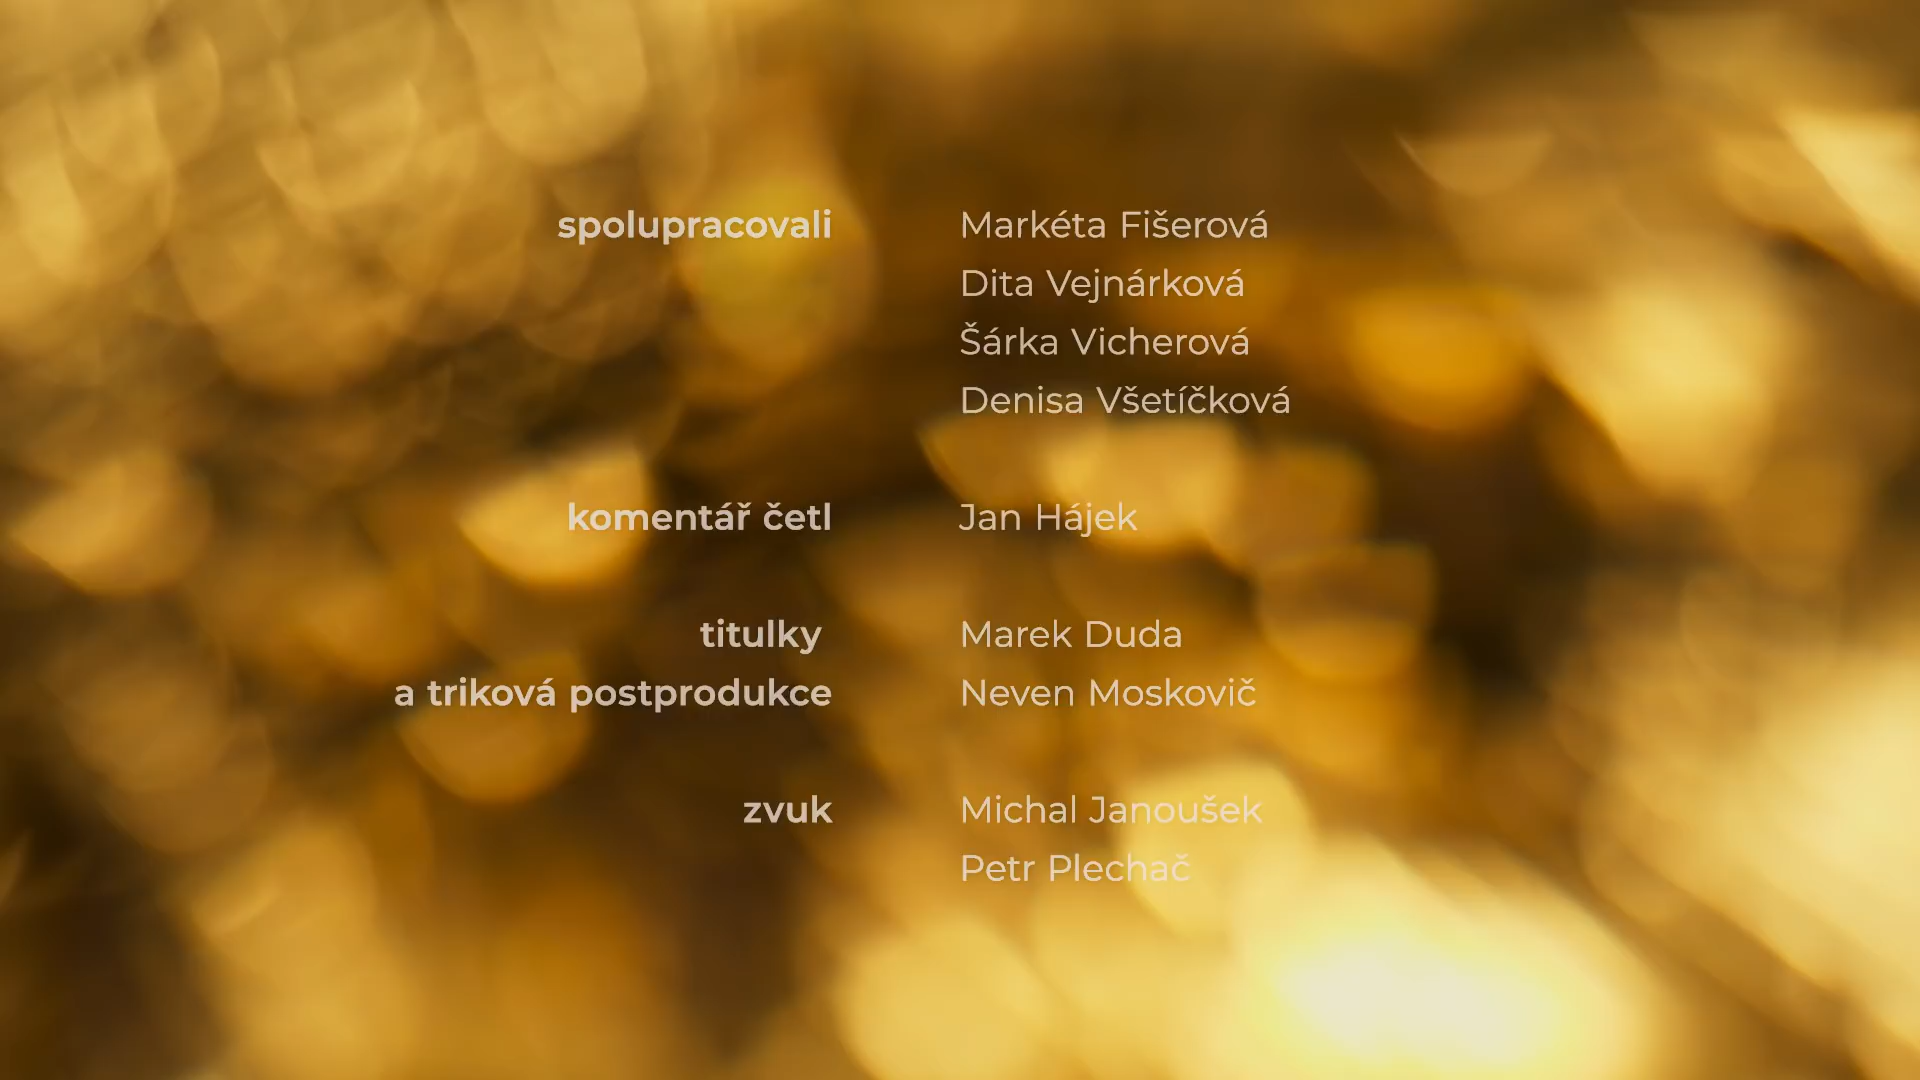 spolupracovali Markéta Fišerová
Dita Vejnárková
Šárka Vicherová
Denisa Všetíčková
komentář četl Jan Hájek
titulky Marek Duda
a triková postprodukce Neven Moskovič
zvuk Michal Janoušek
Petr Plechač